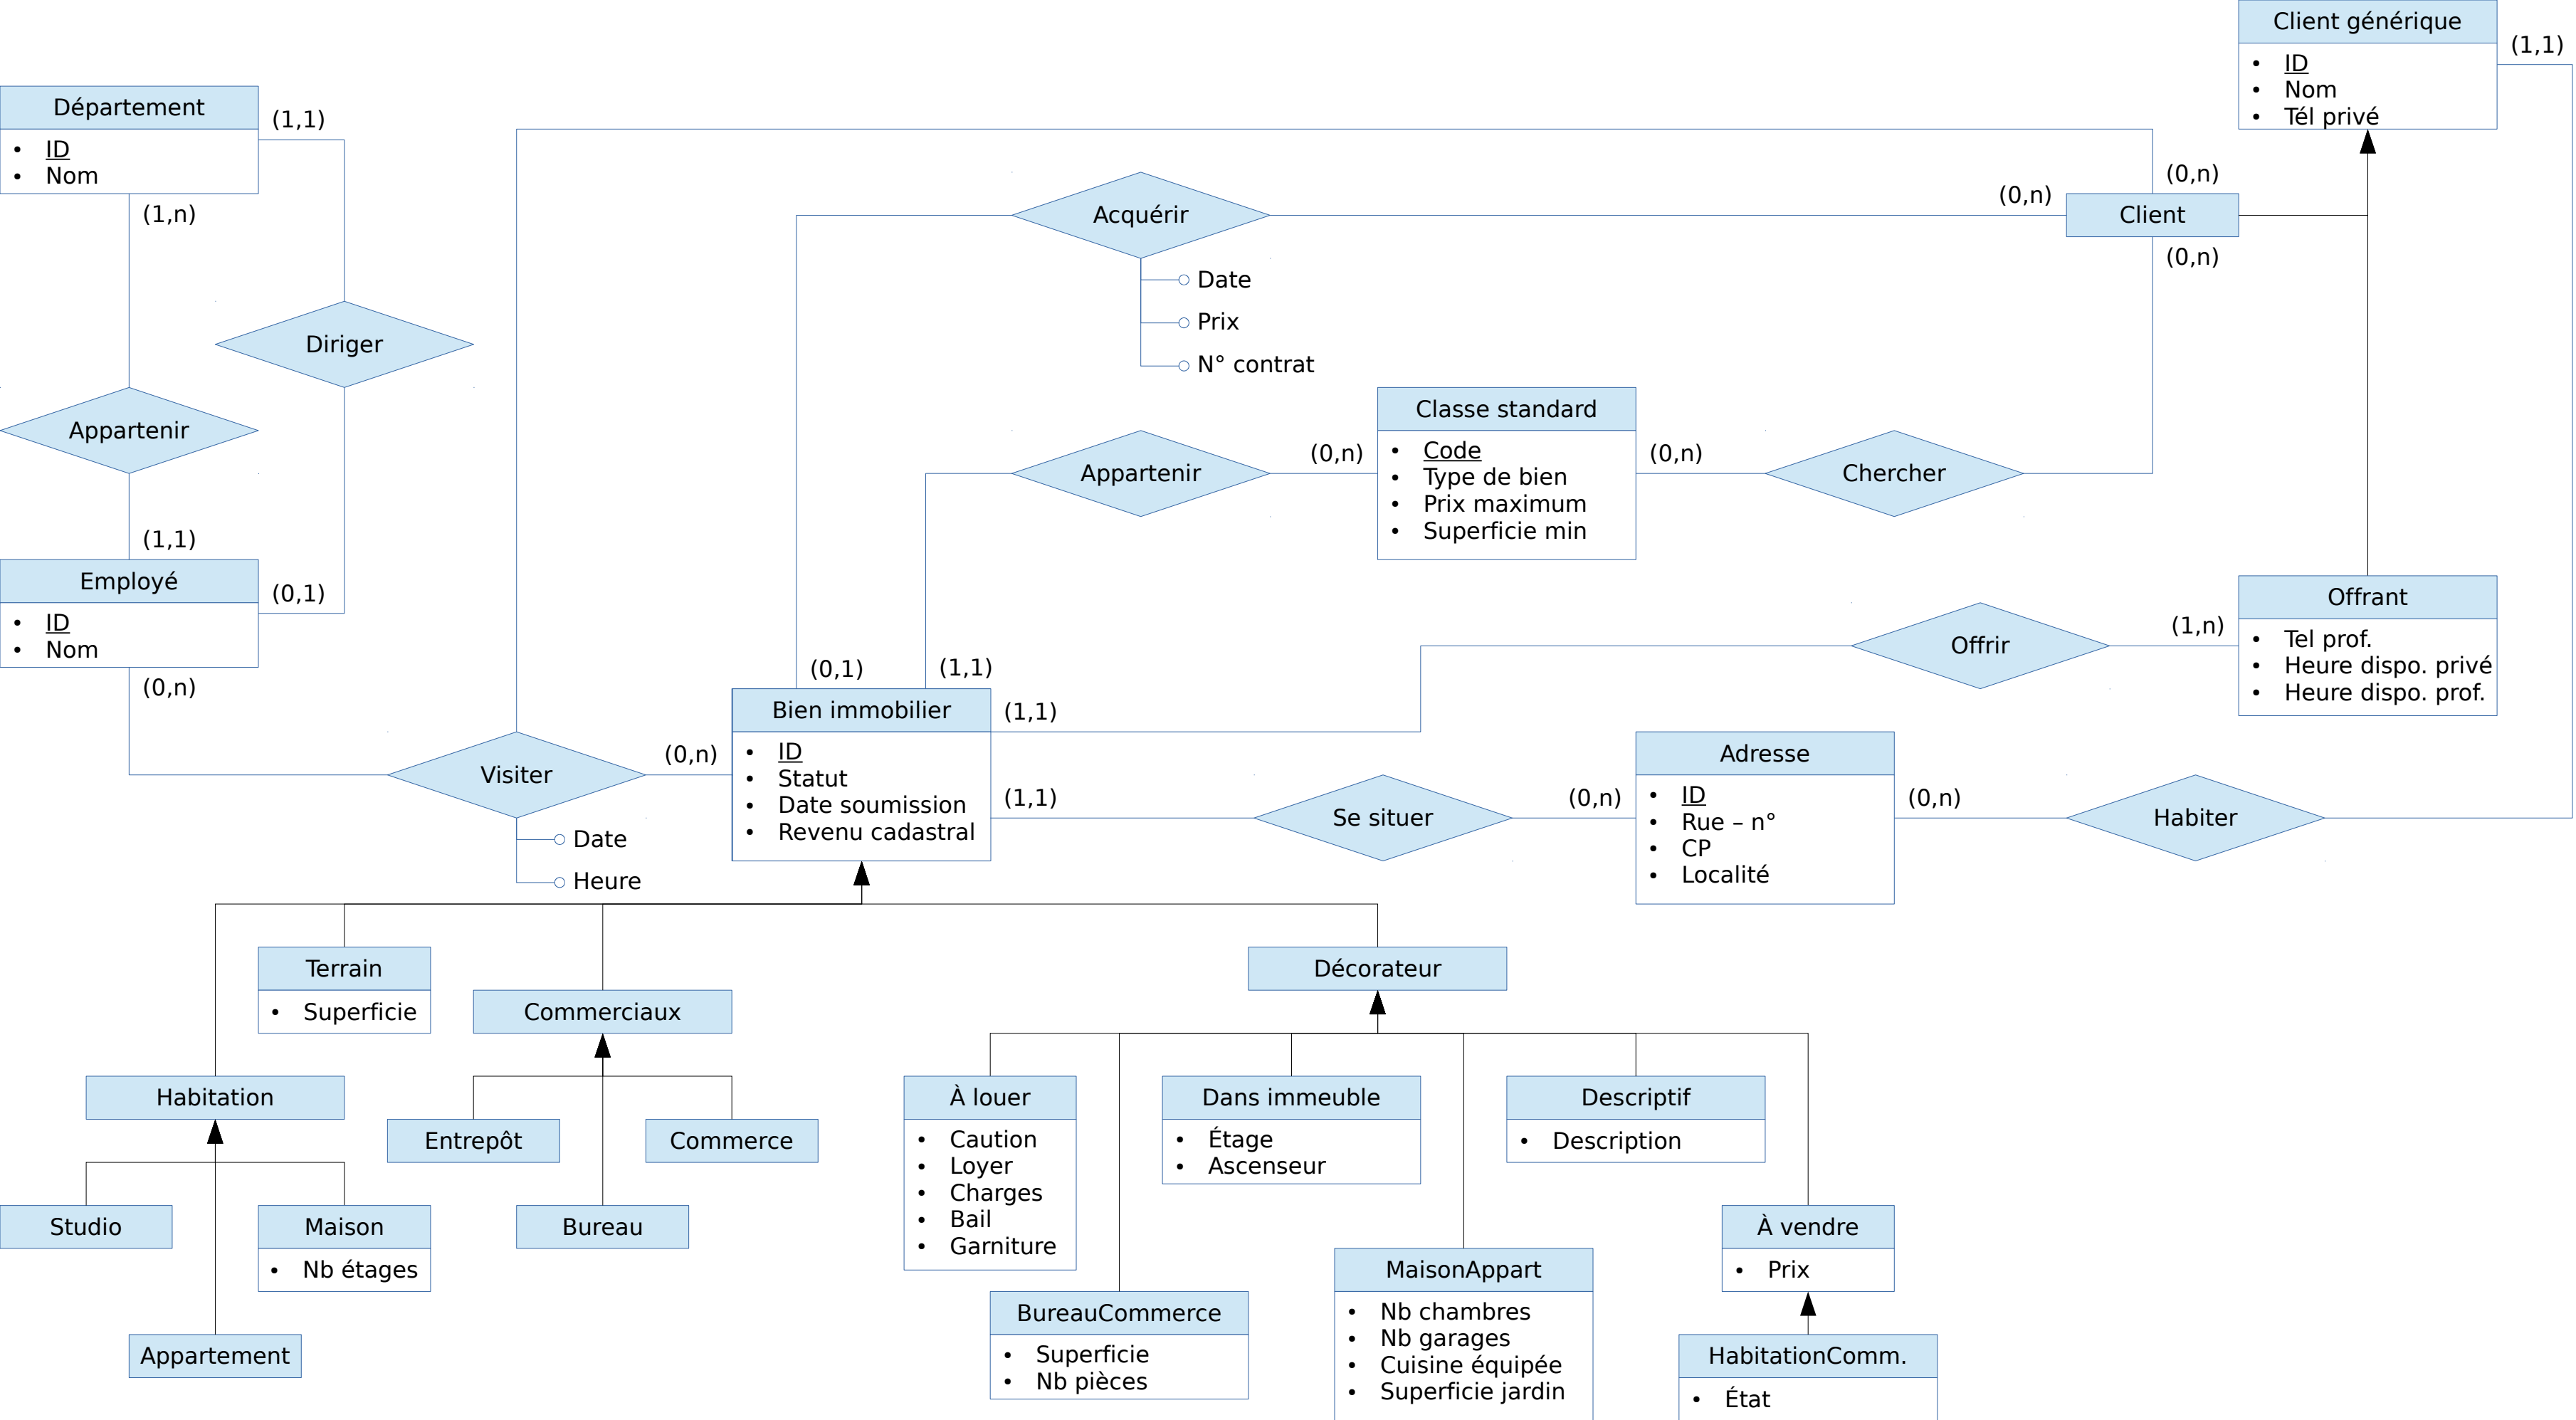 Client générique
(1,1)
ID
Nom
Tél privé
Département
(1,1)
ID
Nom
(1,n)
(0,n)
(0,n)
Acquérir
Client
(0,n)
Date
Prix
N° contrat
Diriger
Appartenir
Appartenir
(0,n)
Classe standard
Code
Type de bien
Prix maximum
Superficie min
(0,n)
Chercher
(1,1)
Employé
ID
Nom
(0,1)
(0,n)
Offrant
Tel prof.
Heure dispo. privé
Heure dispo. prof.
Offrir
(1,n)
(0,1)
(1,1)
Bien immobilier
ID
Statut
Date soumission
Revenu cadastral
(1,1)
(1,1)
Visiter
(0,n)
Date
Heure
Se situer
(0,n)
Adresse
ID
Rue – n°
CP
Localité
(0,n)
Habiter
Terrain
Superficie
Commerciaux
Décorateur
Habitation
Entrepôt
Commerce
Bureau
Studio
Maison
Nb étages
Appartement
À louer
Caution
Loyer
Charges
Bail
Garniture
Dans immeuble
Étage
Ascenseur
Descriptif
Description
À vendre
Prix
BureauCommerce
Superficie
Nb pièces
MaisonAppart
Nb chambres
Nb garages
Cuisine équipée
Superficie jardin
HabitationComm.
État